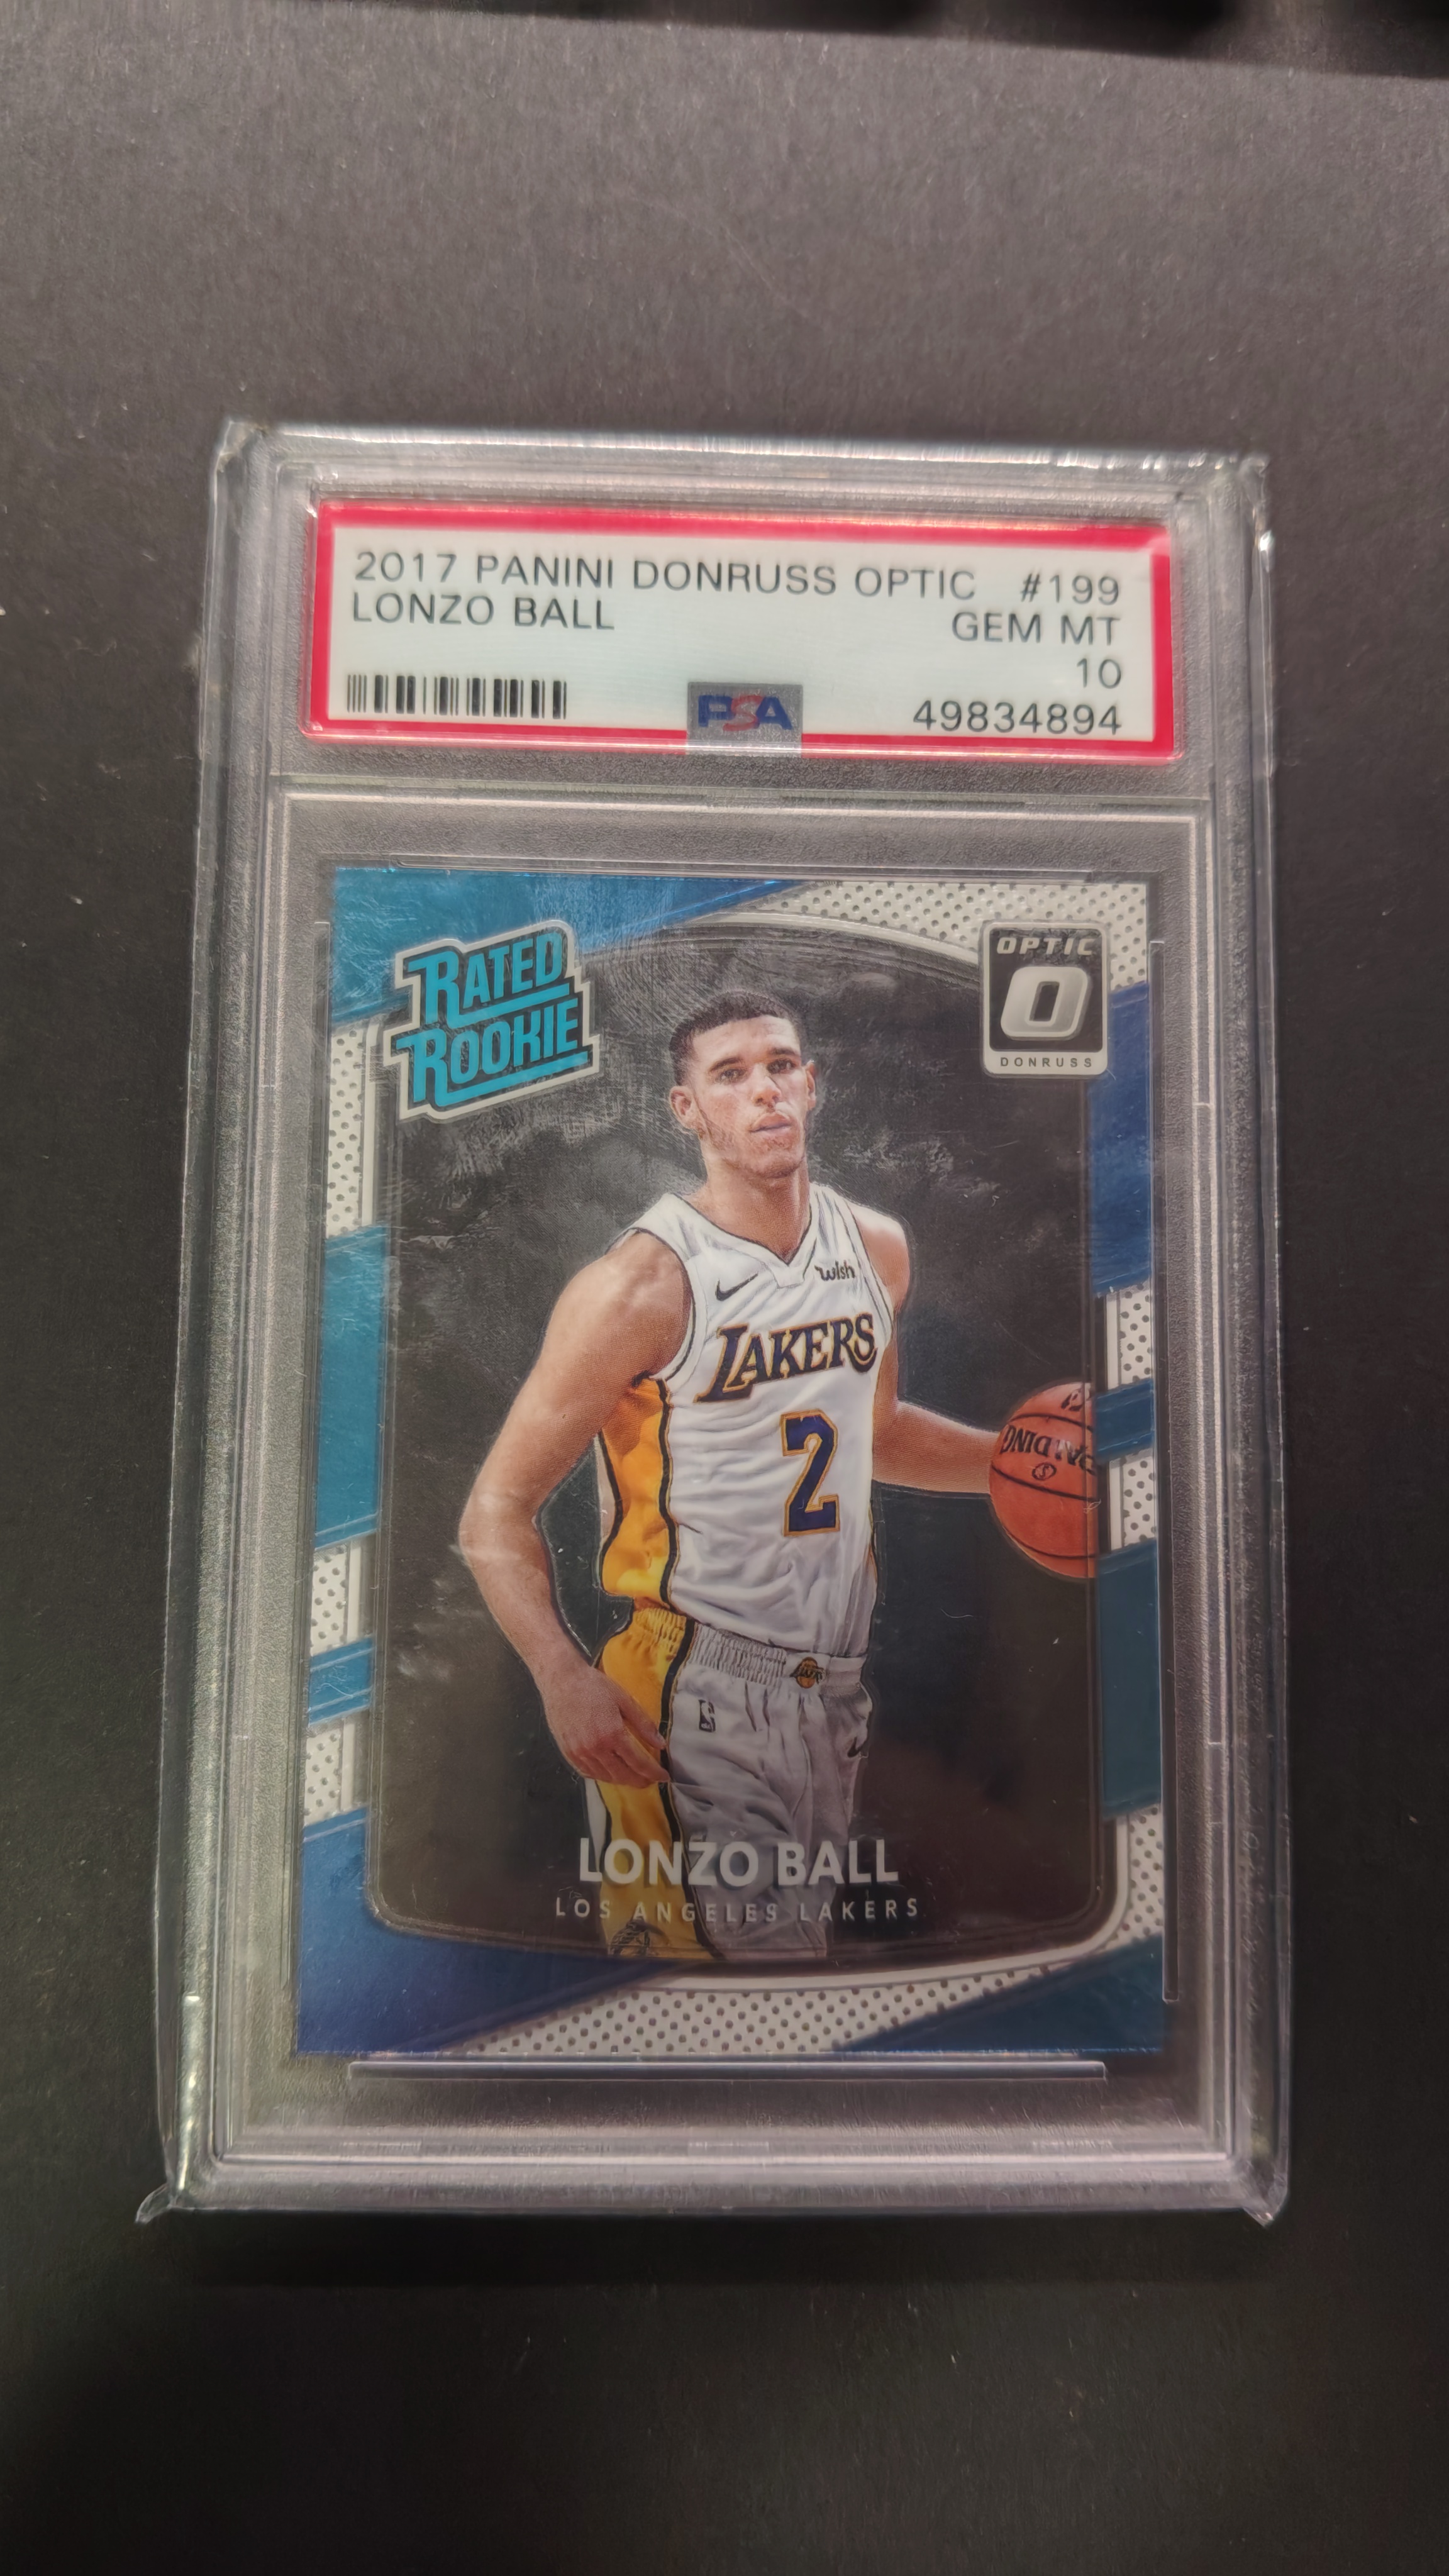 2017 PANINI DONRUSS OPTIC #199
LONZO BALL GEM MT
10
PSA 49834894
RATED
ROOKIE
OPTIC
O
DONRUSS
wish
LAKERS
2
SPALDING
LONZO BALL
LOS ANGELES LAKERS